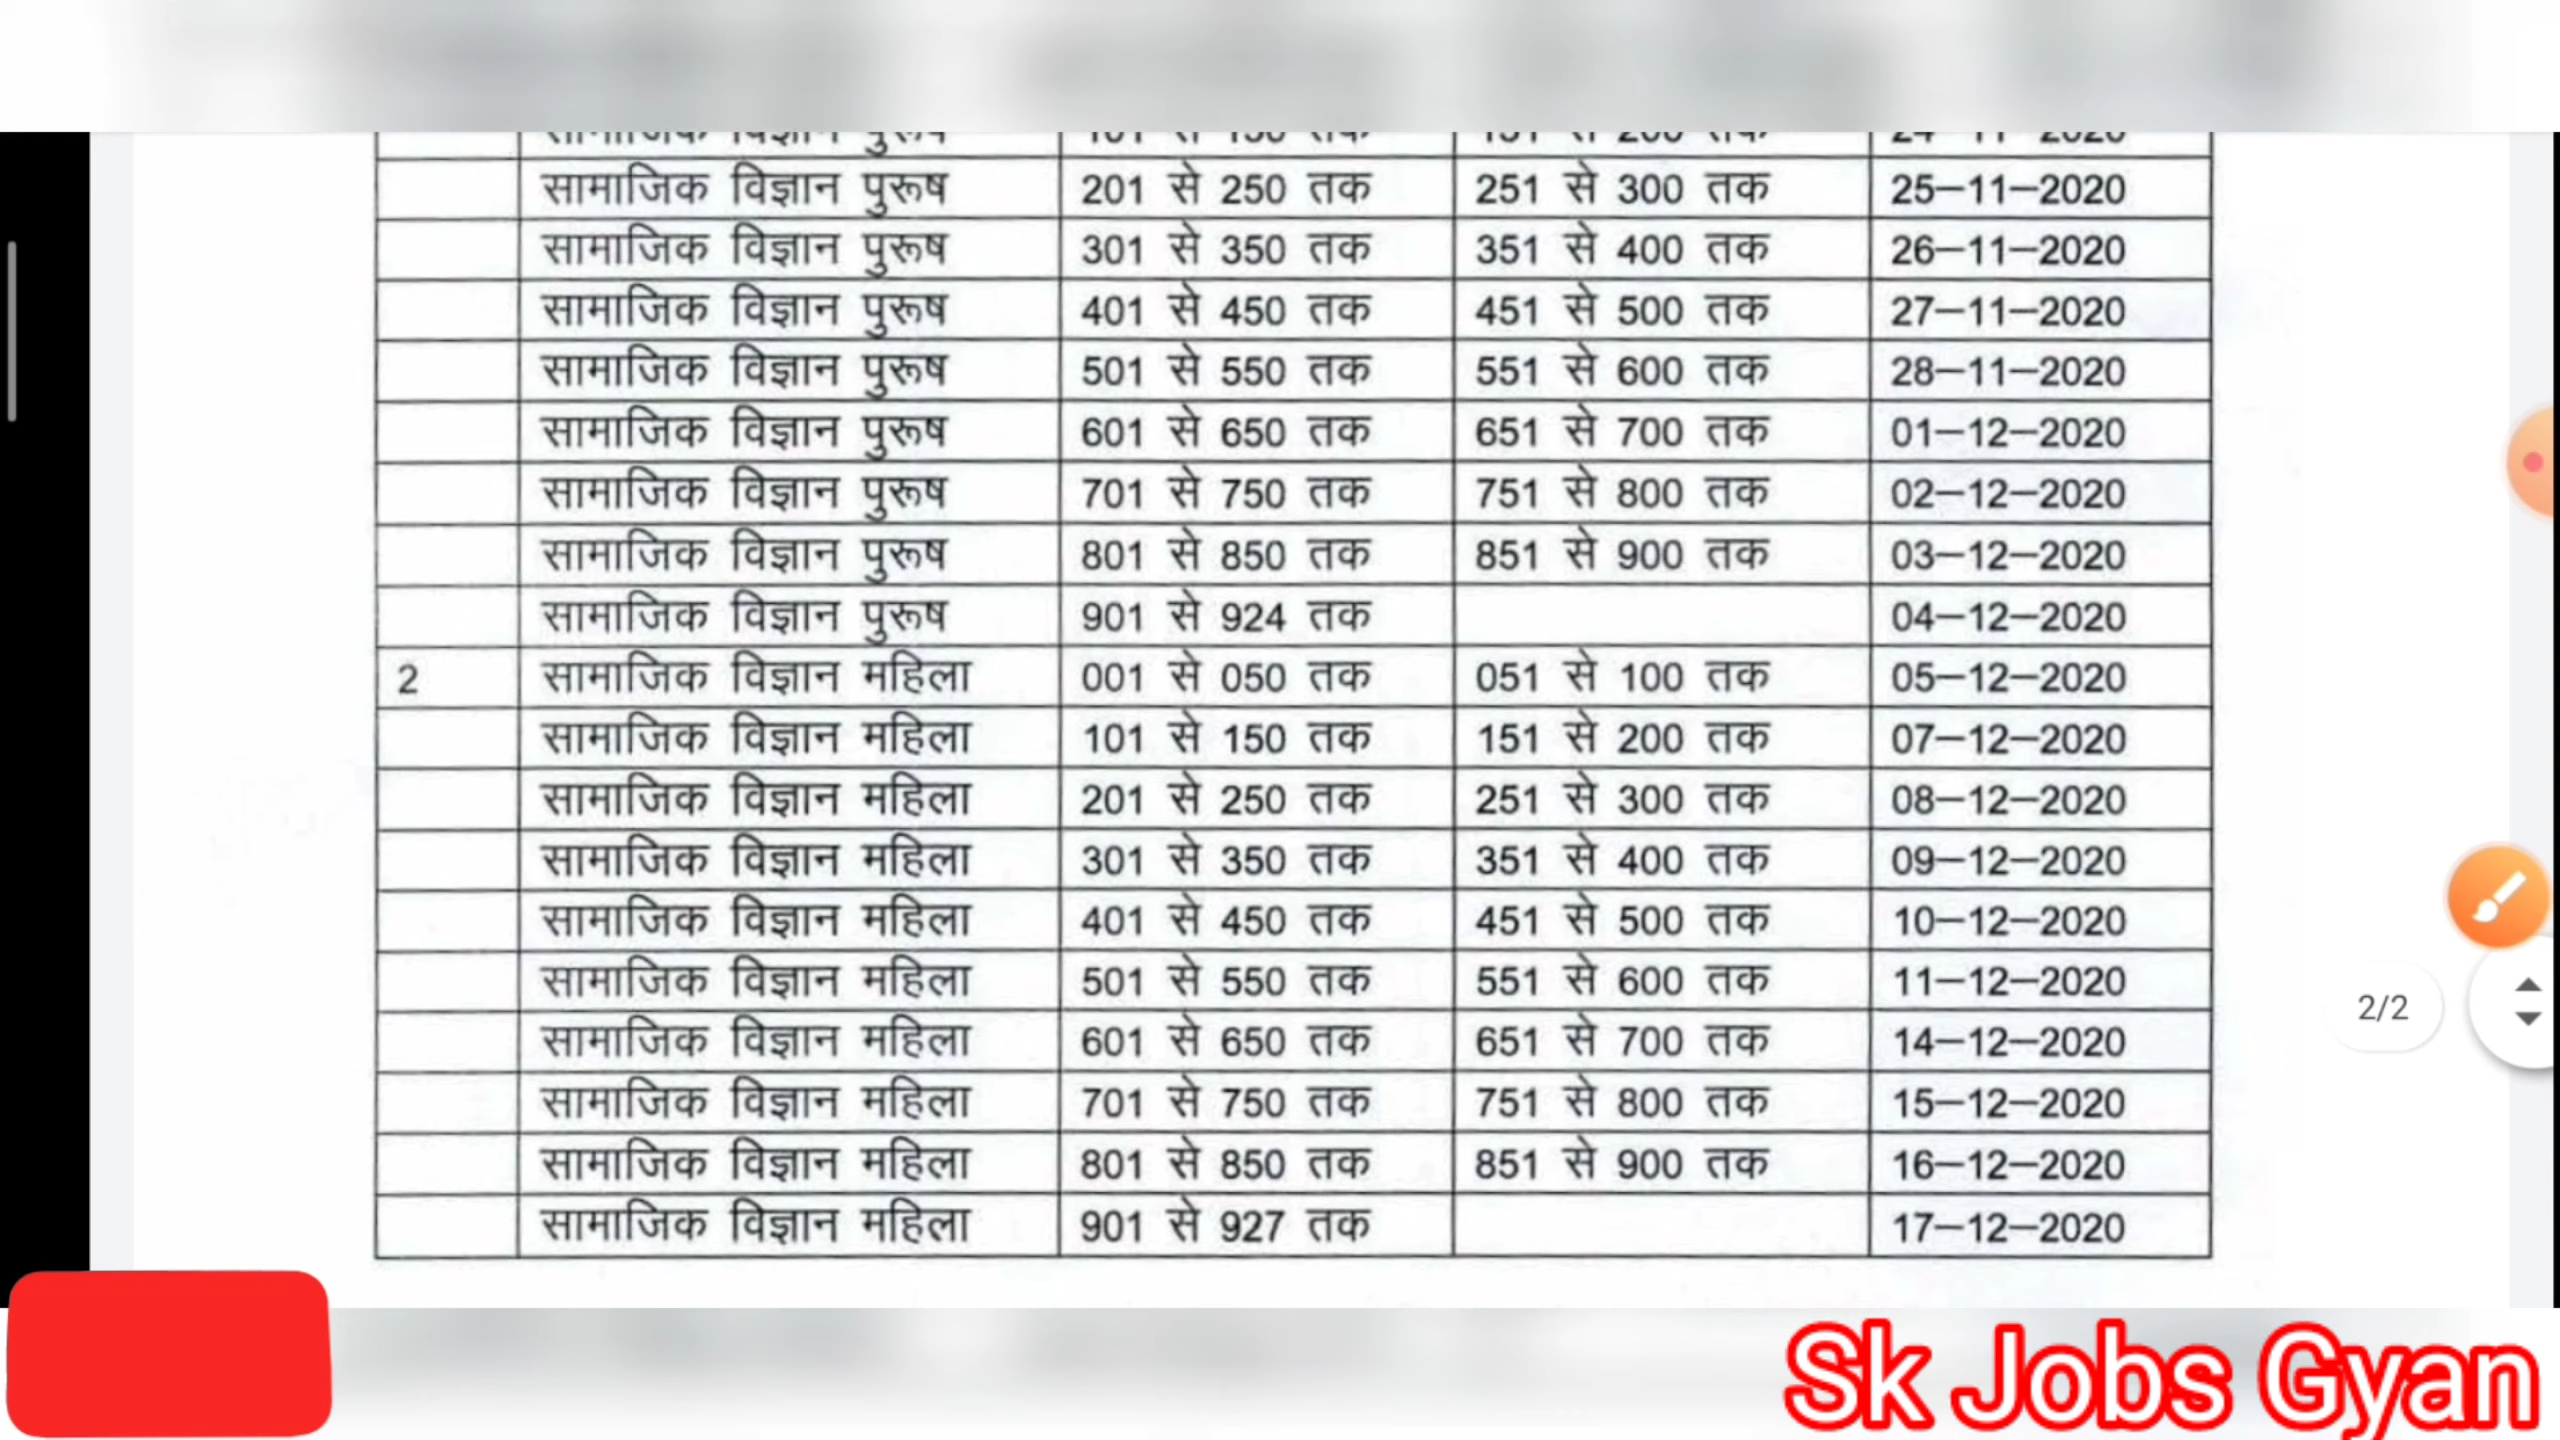 सामाजिक विज्ञान पुरूष 101 से 150 तक 151 से 200 तक 24–11–2020
सामाजिक विज्ञान पुरूष 201 से 250 तक 251 से 300 तक 25–11–2020
सामाजिक विज्ञान पुरूष 301 से 350 तक 351 से 400 तक 26–11–2020
सामाजिक विज्ञान पुरूष 401 से 450 तक 451 से 500 तक 27–11–2020
सामाजिक विज्ञान पुरूष 501 से 550 तक 551 से 600 तक 28–11–2020
सामाजिक विज्ञान पुरूष 601 से 650 तक 651 से 700 तक 01–12–2020
सामाजिक विज्ञान पुरूष 701 से 750 तक 751 से 800 तक 02–12–2020
सामाजिक विज्ञान पुरूष 801 से 850 तक 851 से 900 तक 03–12–2020
सामाजिक विज्ञान पुरूष 901 से 924 तक 04–12–2020
2 सामाजिक विज्ञान महिला 001 से 050 तक 051 से 100 तक 05–12–2020
सामाजिक विज्ञान महिला 101 से 150 तक 151 से 200 तक 07–12–2020
सामाजिक विज्ञान महिला 201 से 250 तक 251 से 300 तक 08–12–2020
सामाजिक विज्ञान महिला 301 से 350 तक 351 से 400 तक 09–12–2020
सामाजिक विज्ञान महिला 401 से 450 तक 451 से 500 तक 10–12–2020
सामाजिक विज्ञान महिला 501 से 550 तक 551 से 600 तक 11–12–2020
सामाजिक विज्ञान महिला 601 से 650 तक 651 से 700 तक 14–12–2020
सामाजिक विज्ञान महिला 701 से 750 तक 751 से 800 तक 15–12–2020
सामाजिक विज्ञान महिला 801 से 850 तक 851 से 900 तक 16–12–2020
सामाजिक विज्ञान महिला 901 से 927 तक 17–12–2020
2/2
Sk Jobs Gyan